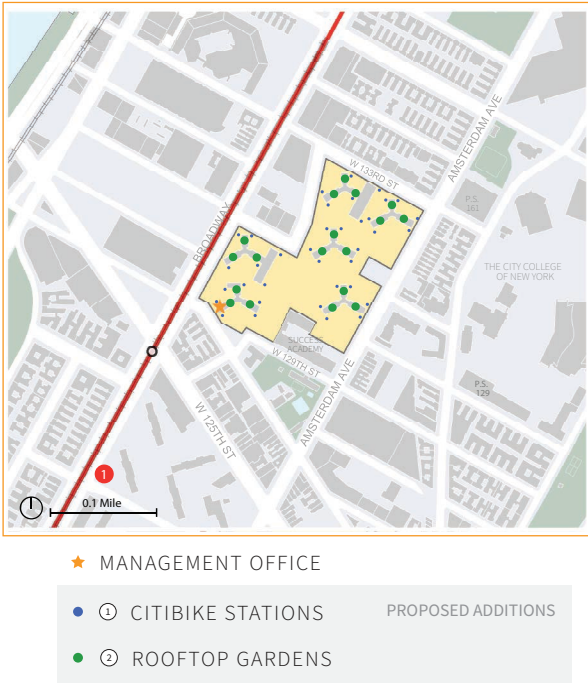 W 133RD ST
AMSTERDAM AVE
P.S.
161
BROADWAY
THE CITY COLLEGE
OF NEW YORK
SUCCESS
ACADEMY
W 129TH ST
P.S.
129
AMSTERDAM AVE
W 125TH ST
1
0.1 Mile
MANAGEMENT OFFICE
1 CITIBIKE STATIONS PROPOSED ADDITIONS
2 ROOFTOP GARDENS